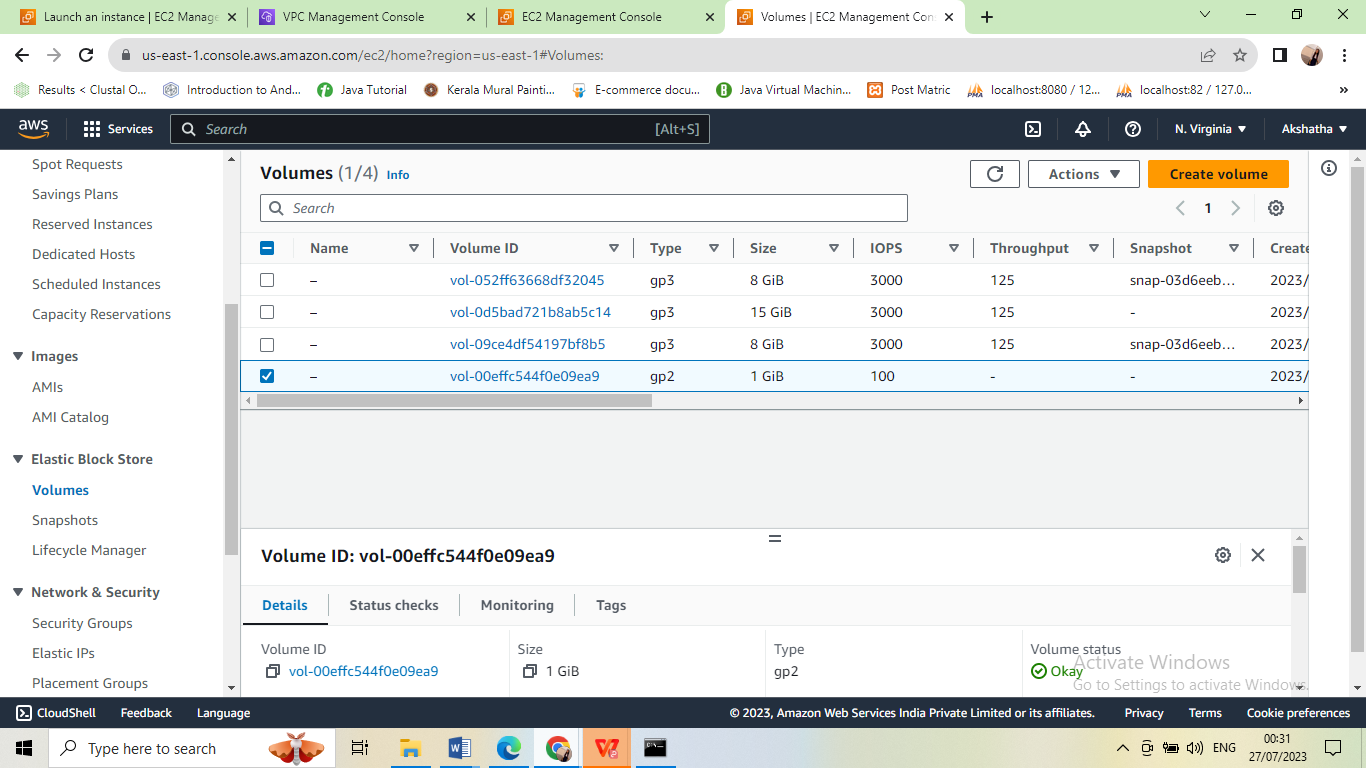 Launch an instance | EC2 Manage
VPC Management Console
EC2 Management Console
Volumes | EC2 Management Con
us-east-1.console.aws.amazon.com/ec2/home?region=us-east-1#Volumes:
Results < Clustal O...
Introduction to And...
Java Tutorial
Kerala Mural Painti...
E-commerce docu...
Java Virtual Machin...
Post Matric
localhost:8080 / 12...
localhost:82 / 127.0...
aws
Services
Search
[Alt+S]
N. Virginia
Akshatha
Spot Requests
Savings Plans
Reserved Instances
Dedicated Hosts
Scheduled Instances
Capacity Reservations
Images
AMIs
AMI Catalog
Elastic Block Store
Volumes
Snapshots
Lifecycle Manager
Network & Security
Security Groups
Elastic IPs
Placement Groups
Volumes (1/4) Info
Actions
Create volume
Search
1
Name Volume ID Type Size IOPS Throughput Snapshot Create
– vol-052ff63668df32045 gp3 8 GiB 3000 125 snap-03d6eeb... 2023/
– vol-0d5bad721b8ab5c14 gp3 15 GiB 3000 125 - 2023/
– vol-09ce4df54197bf8b5 gp3 8 GiB 3000 125 snap-03d6eeb... 2023/
– vol-00effc544f0e09ea9 gp2 1 GiB 100 - - 2023/
Volume ID: vol-00effc544f0e09ea9
Details Status checks Monitoring Tags
Volume ID Size Type Volume status
vol-00effc544f0e09ea9 1 GiB gp2 Okay
Activate Windows
Go to Settings to activate Windows.
CloudShell Feedback Language
© 2023, Amazon Web Services India Private Limited or its affiliates. Privacy Terms Cookie preferences
Type here to search
ENG
00:31
27/07/2023